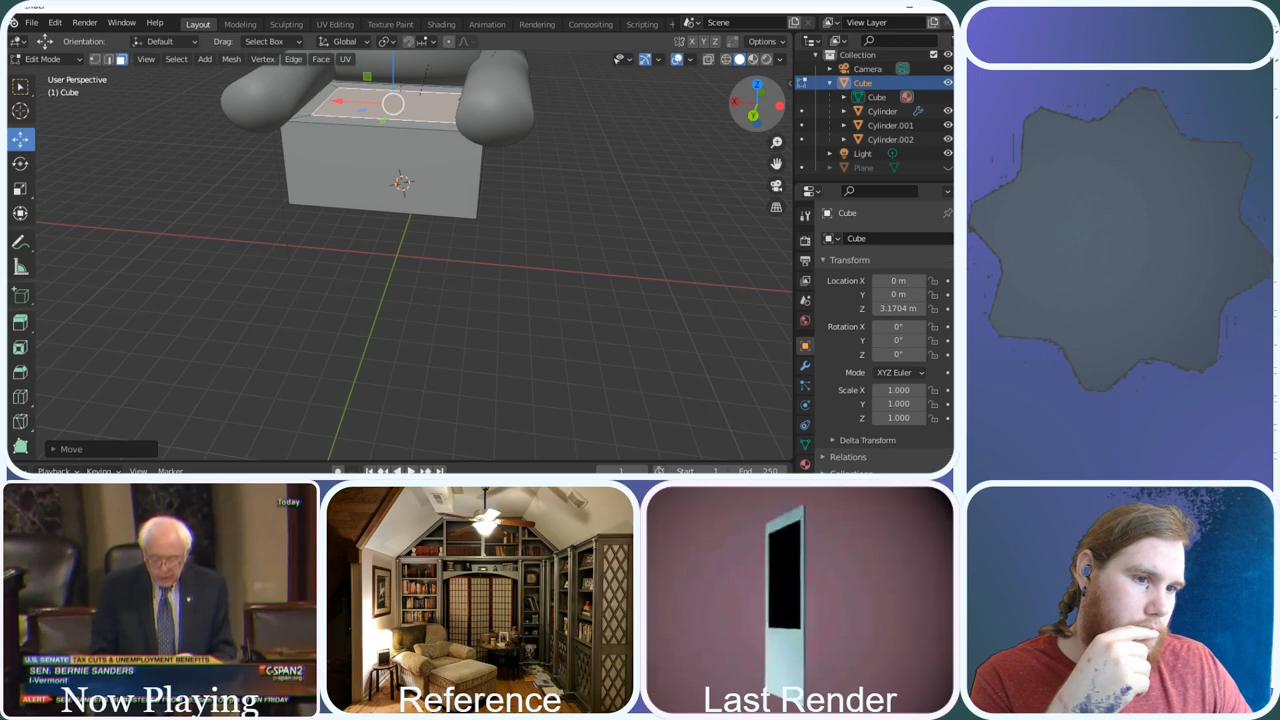 File Edit Render Window Help Layout Modeling Sculpting UV Editing Texture Paint Shading Animation Rendering Compositing Scripting + Scene View Layer
Orientation: Default Drag: Select Box Global X Y Z Options
Edit Mode View Select Add Mesh Vertex Edge Face UV
User Perspective
(1) Cube
X
Y
Z
Move
Collection
Camera
Cube
Cube
Cylinder
Cylinder.001
Cylinder.002
Light
Plane
Cube
Cube
Transform
Location X 0 m
Y 0 m
Z 3.1704 m
Rotation X 0°
Y 0°
Z 0°
Mode XYZ Euler
Scale X 1.000
Y 1.000
Z 1.000
Delta Transform
Relations
Playback Keying View Marker 1 Start 1 End 250
Today
U.S. SENATE TAX CUTS & UNEMPLOYMENT BENEFITS
SEN. BERNIE SANDERS
I-Vermont
C-SPAN2
c-span.org
ALERT
FRIDAY
Now Playing
Reference
Last Render